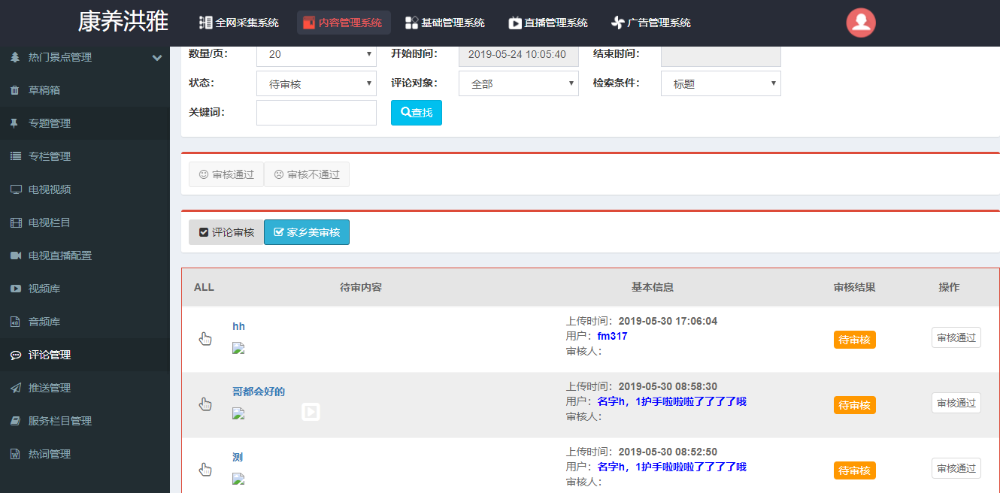 康养洪雅
全网采集系统 内容管理系统 基础管理系统 直播管理系统 广告管理系统
热门景点管理
草稿箱
专题管理
专栏管理
电视视频
电视栏目
电视直播配置
视频库
音频库
评论管理
推送管理
服务栏目管理
热词管理
数量/页: 20 开始时间: 2019-05-24 10:05:40 结束时间:
状态: 待审核 评论对象: 全部 检索条件: 标题
关键词: 查找
审核通过 审核不通过
评论审核 家乡美审核
ALL 待审内容 基本信息 审核结果 操作
hh
上传时间: 2019-05-30 17:06:04
用户: fm317
审核人:
待审核 审核通过
哥都会好的
上传时间: 2019-05-30 08:58:30
用户: 名字h，1护手啦啦啦了了了了哦
审核人:
待审核 审核通过
测
上传时间: 2019-05-30 08:52:50
用户: 名字h，1护手啦啦啦了了了了哦
审核人:
待审核 审核通过